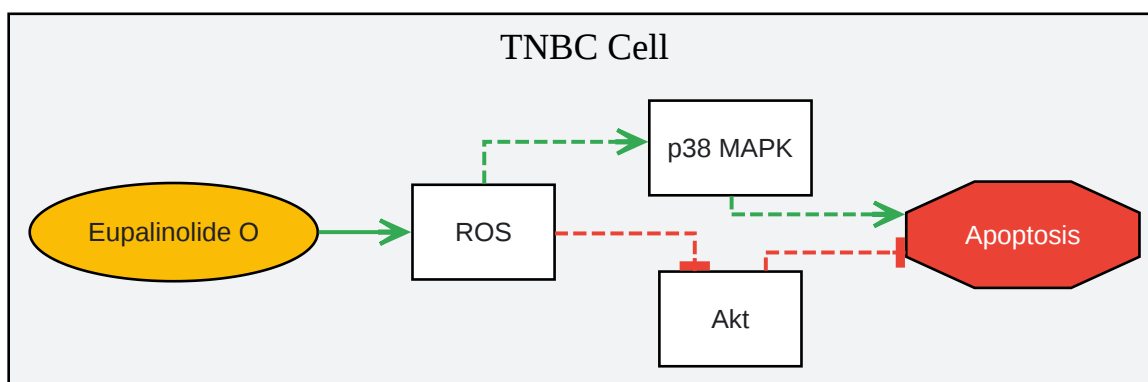 TNBC Cell
p38 MAPK
Eupalinolide O
ROS
Apoptosis
Akt